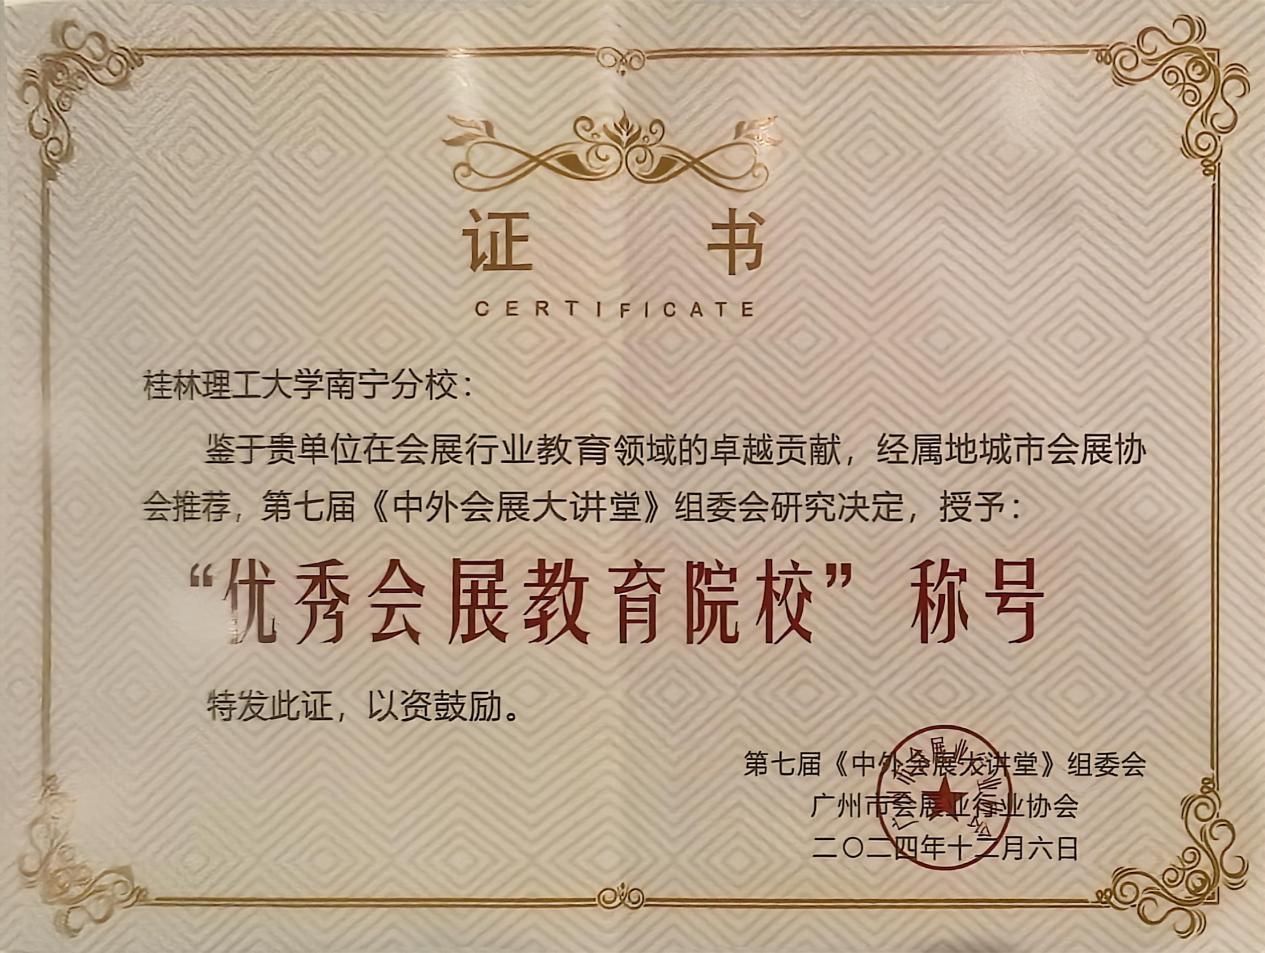 证 书
CERTIFICATE
桂林理工大学南宁分校：
鉴于贵单位在会展行业教育领域的卓越贡献，经属地城市会展协
会推荐，第七届《中外会展大讲堂》组委会研究决定，授予：
“优秀会展教育院校”称号
特发此证，以资鼓励。
第七届《中外会展大讲堂》组委会
广州市会展业行业协会
二〇二四年十二月六日